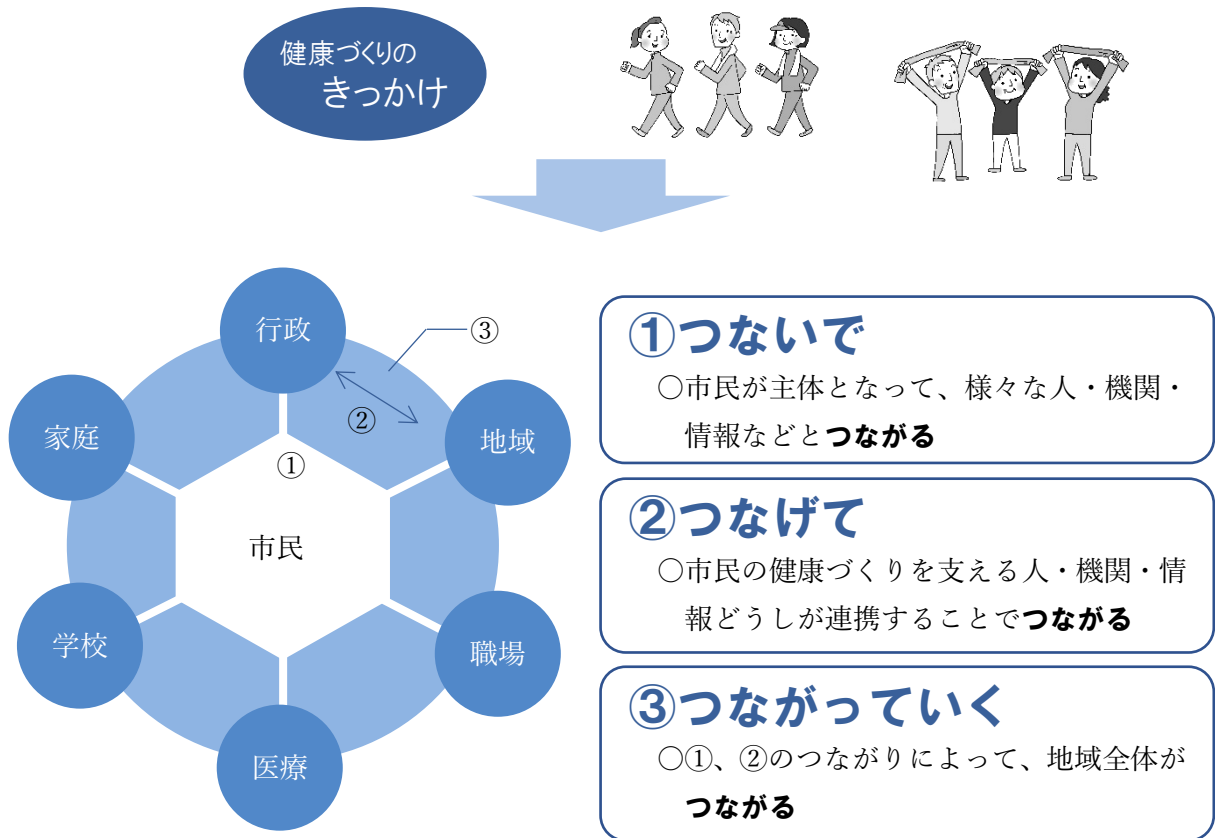 健康づくりの
きっかけ
行政
③
②
地域
家庭
①
市民
学校
職場
医療
①つないで
○市民が主体となって、様々な人・機関・
情報などとつながる
②つなげて
○市民の健康づくりを支える人・機関・情
報どうしが連携することでつながる
③つながっていく
○①、②のつながりによって、地域全体が
つながる